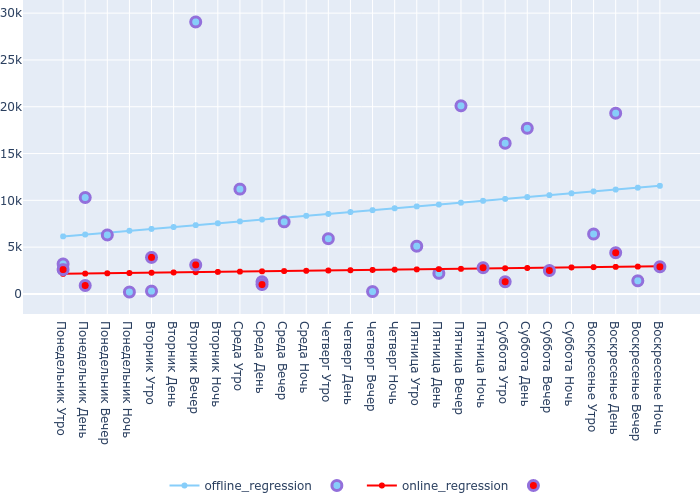 30k
25k
20k
15k
10k
5k
0
Понедельник Утро
Понедельник День
Понедельник Вечер
Понедельник Ночь
Вторник Утро
Вторник День
Вторник Вечер
Вторник Ночь
Среда Утро
Среда День
Среда Вечер
Среда Ночь
Четверг Утро
Четверг День
Четверг Вечер
Четверг Ночь
Пятница Утро
Пятница День
Пятница Вечер
Пятница Ночь
Суббота Утро
Суббота День
Суббота Вечер
Суббота Ночь
Воскресенье Утро
Воскресенье День
Воскресенье Вечер
Воскресенье Ночь
offline_regression online_regression